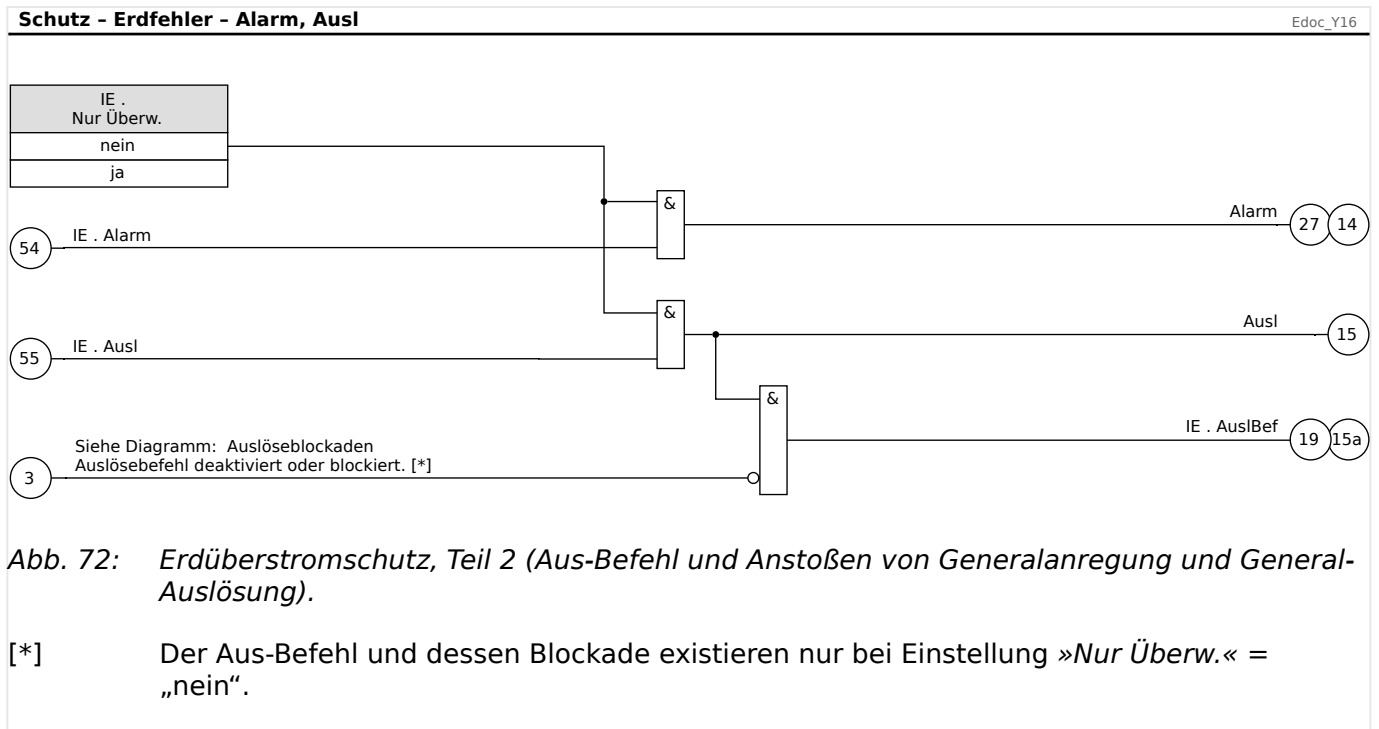 Schutz – Erdfehler – Alarm, Ausl
Edoc_Y16
IE .
Nur Überw.
nein
ja
&
Alarm
27 14
54
IE . Alarm
&
Ausl
15
55
IE . Ausl
&
IE . AuslBef
19 15a
Siehe Diagramm: Auslöseblockaden
Auslösebefehl deaktiviert oder blockiert. [*]
3
Abb. 72: Erdüberstromschutz, Teil 2 (Aus-Befehl und Anstoßen von Generalanregung und General-
Auslösung).
[*] Der Aus-Befehl und dessen Blockade existieren nur bei Einstellung »Nur Überw.« =
„nein“.